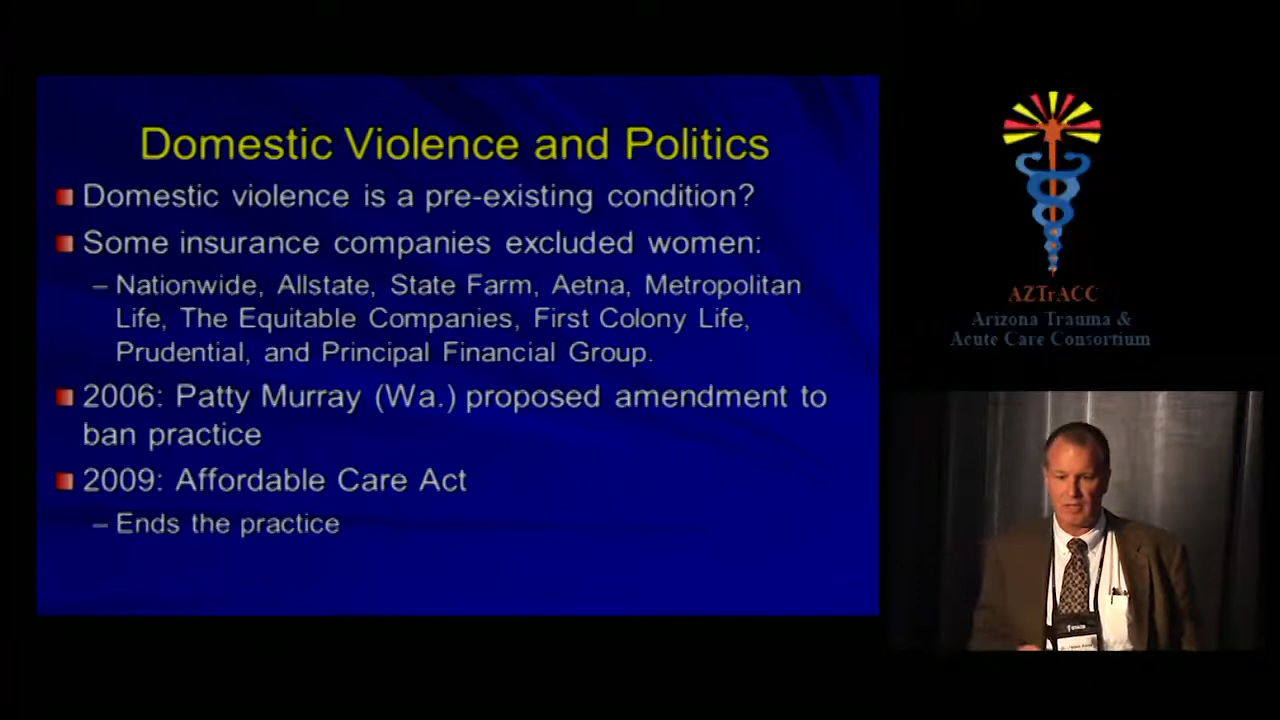 Domestic Violence and Politics
Domestic violence is a pre-existing condition?
Some insurance companies excluded women:
– Nationwide, Allstate, State Farm, Aetna, Metropolitan
Life, The Equitable Companies, First Colony Life,
Prudential, and Principal Financial Group.
2006: Patty Murray (Wa.) proposed amendment to
ban practice
2009: Affordable Care Act
– Ends the practice
AZTrACC
Arizona Trauma &
Acute Care Consortium